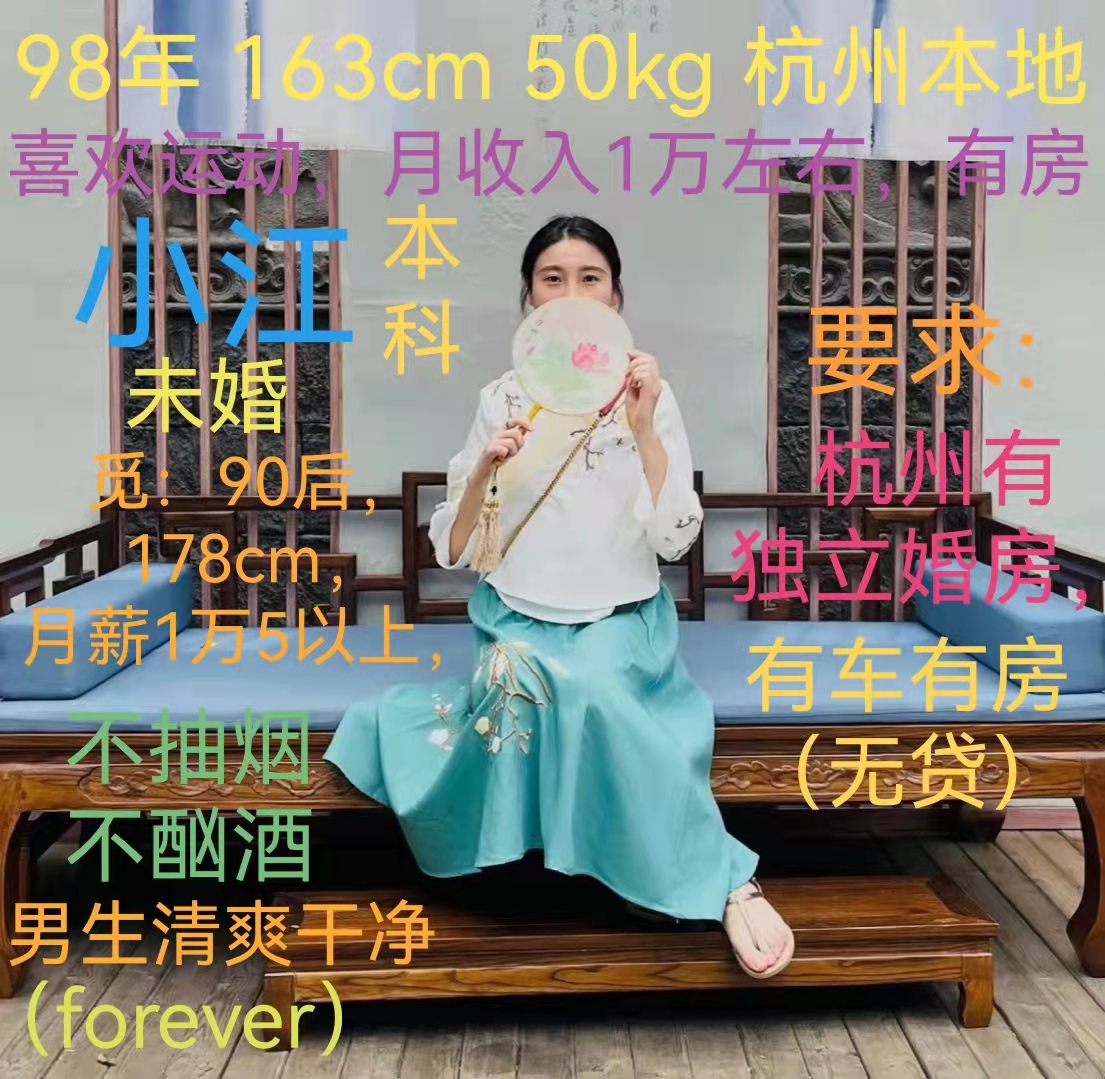 98年 163cm 50kg 杭州本地
喜欢运动，月收入1万左右，有房
小江
本
科
未婚
觅：90后，
178cm，
月薪1万5以上，
不抽烟
不酗酒
男生清爽干净
（forever）
要求：
杭州有
独立婚房，
有车有房
（无贷）